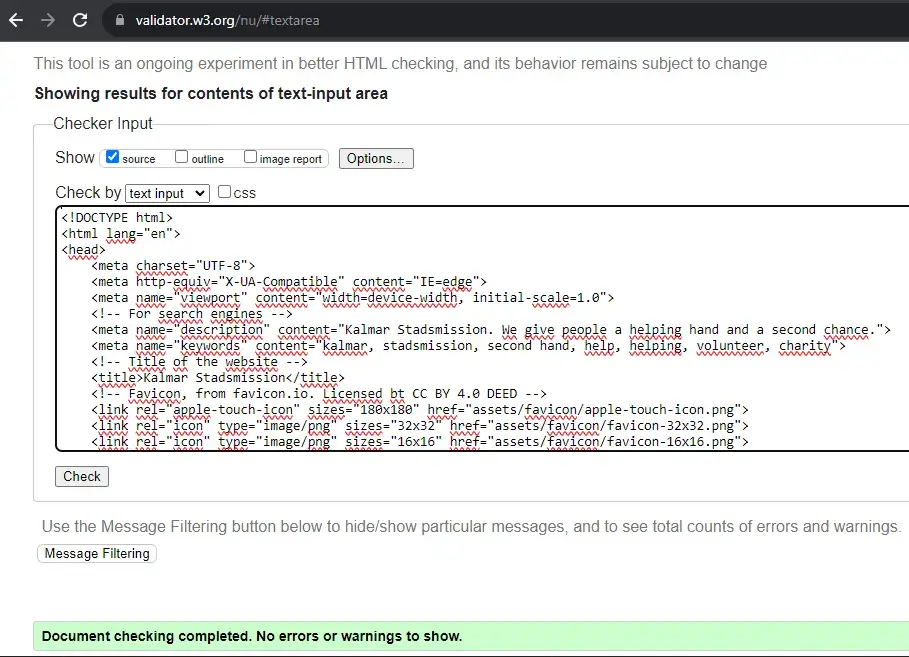 validator.w3.org/nu/#textarea
This tool is an ongoing experiment in better HTML checking, and its behavior remains subject to change
Showing results for contents of text-input area
Checker Input
Show source outline image report Options...
Check by text input css
<!DOCTYPE html>
<html lang="en">
<head>
    <meta charset="UTF-8">
    <meta http-equiv="X-UA-Compatible" content="IE=edge">
    <meta name="viewport" content="width=device-width, initial-scale=1.0">
    <!-- For search engines -->
    <meta name="description" content="Kalmar Stadsmission. We give people a helping hand and a second chance.">
    <meta name="keywords" content="kalmar, stadsmission, second hand, help, helping, volunteer, charity">
    <!-- Title of the website -->
    <title>Kalmar Stadsmission</title>
    <!-- Favicon, from favicon.io. Licensed bt CC BY 4.0 DEED -->
    <link rel="apple-touch-icon" sizes="180x180" href="assets/favicon/apple-touch-icon.png">
    <link rel="icon" type="image/png" sizes="32x32" href="assets/favicon/favicon-32x32.png">
    <link rel="icon" type="image/png" sizes="16x16" href="assets/favicon/favicon-16x16.png">
Check
Use the Message Filtering button below to hide/show particular messages, and to see total counts of errors and warnings.
Message Filtering
Document checking completed. No errors or warnings to show.